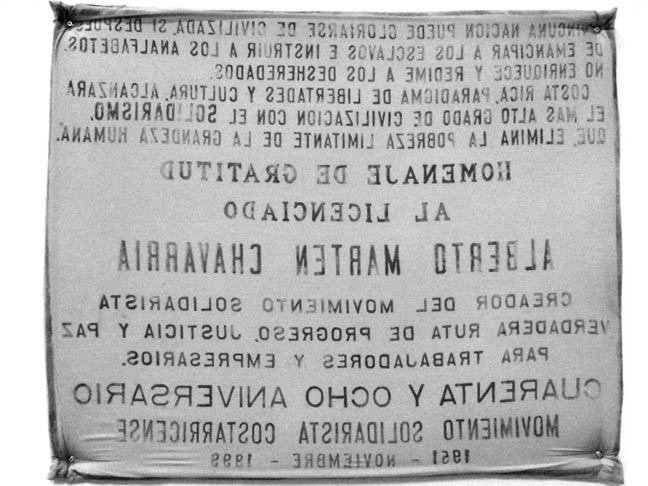 NINGUNA NACION PUEDE GLORIARSE DE CIVILIZADA, SI DESPUES
DE EMANCIPAR A LOS ESCLAVOS E INSTRUIR A LOS ANALFABETOS.
NO ENRIQUECE Y REDIME A LOS DESHEREDADOS.
COSTA RICA, PARADIGMA DE LIBERTADES Y CULTURA, ALCANZARA
EL MAS ALTO GRADO DE CIVILIZACION CON EL SOLIDARISMO,
QUE, ELIMINA LA POBREZA LIMITANTE DE LA GRANDEZA HUMANA.
HOMENAJE DE GRATITUD
AL LICENCIADO
ALBERTO MARTEN CHAVARRIA
CREADOR DEL MOVIMIENTO SOLIDARISTA
VERDADERA RUTA DE PROGRESO, JUSTICIA Y PAZ
PARA TRABAJADORES Y EMPRESARIOS.
CUARENTA Y OCHO ANIVERSARIO
MOVIMIENTO SOLIDARISTA COSTARRICENSE
NOVIEMBRE -